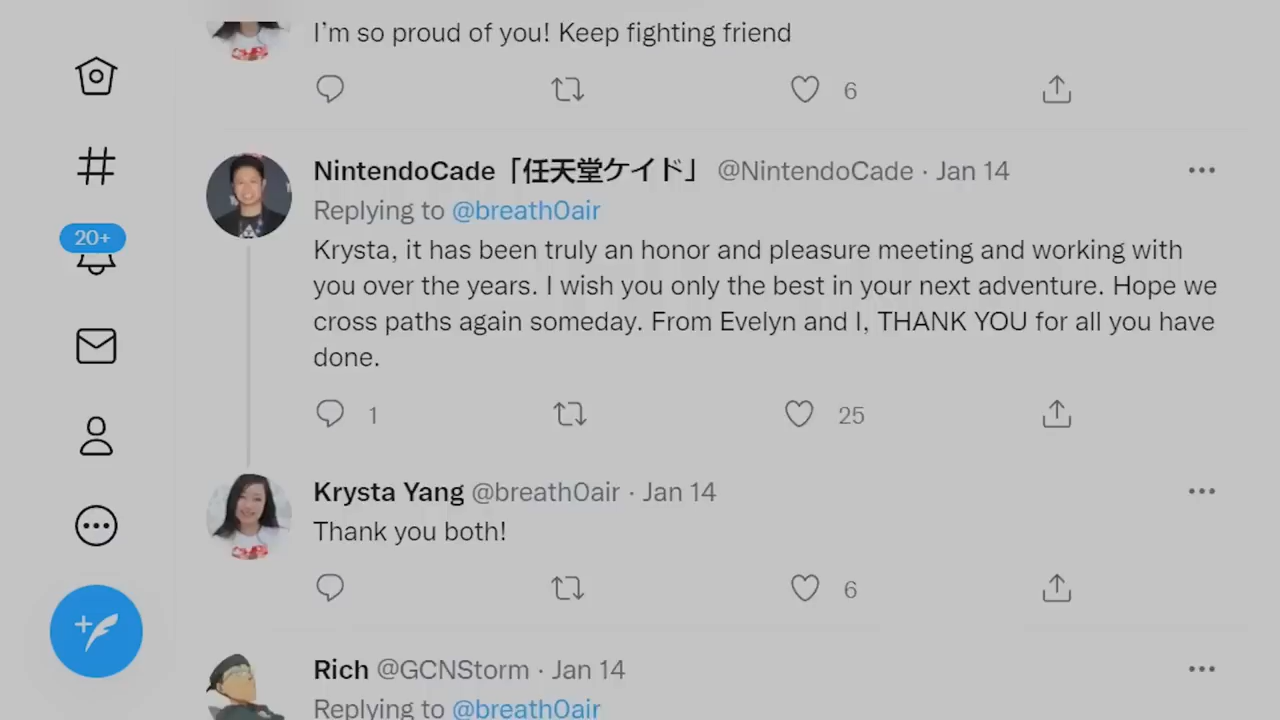 I'm so proud of you! Keep fighting friend
6
NintendoCade「任天堂ケイド」 @NintendoCade · Jan 14
Replying to @breath0air
20+
Krysta, it has been truly an honor and pleasure meeting and working with
you over the years. I wish you only the best in your next adventure. Hope we
cross paths again someday. From Evelyn and I, THANK YOU for all you have
done.
1 25
Krysta Yang @breath0air · Jan 14
Thank you both!
6
Rich @GCNStorm · Jan 14
Replying to @breath0air